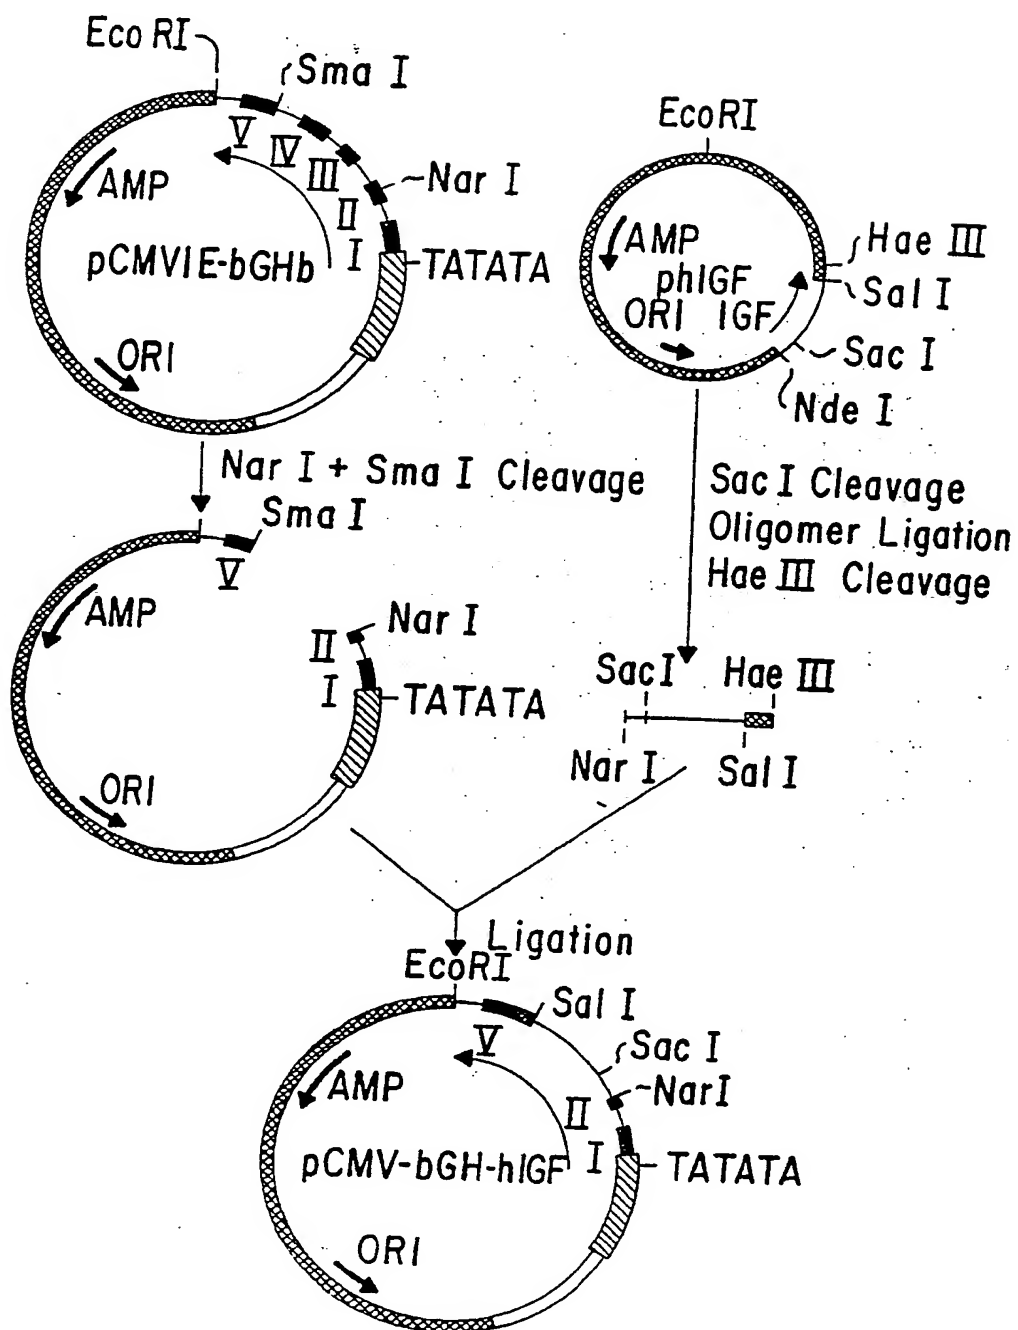 Eco RI
Sma I
V
IV
III
Nar I
II
I
AMP
pCMVIE-bGHb
TATATA
ORI
EcoRI
AMP
phIGF
ORI IGF
Hae III
Sal I
Sac I
Nde I
Nar I + Sma I Cleavage
Sac I Cleavage
Oligomer Ligation
Hae III Cleavage
Sma I
V
AMP
Nar I
II
I
TATATA
ORI
Sac I
Hae III
Nar I
Sal I
Ligation
EcoRI
Sal I
V
Sac I
NarI
AMP
II
I
pCMV-bGH-hIGF
TATATA
ORI